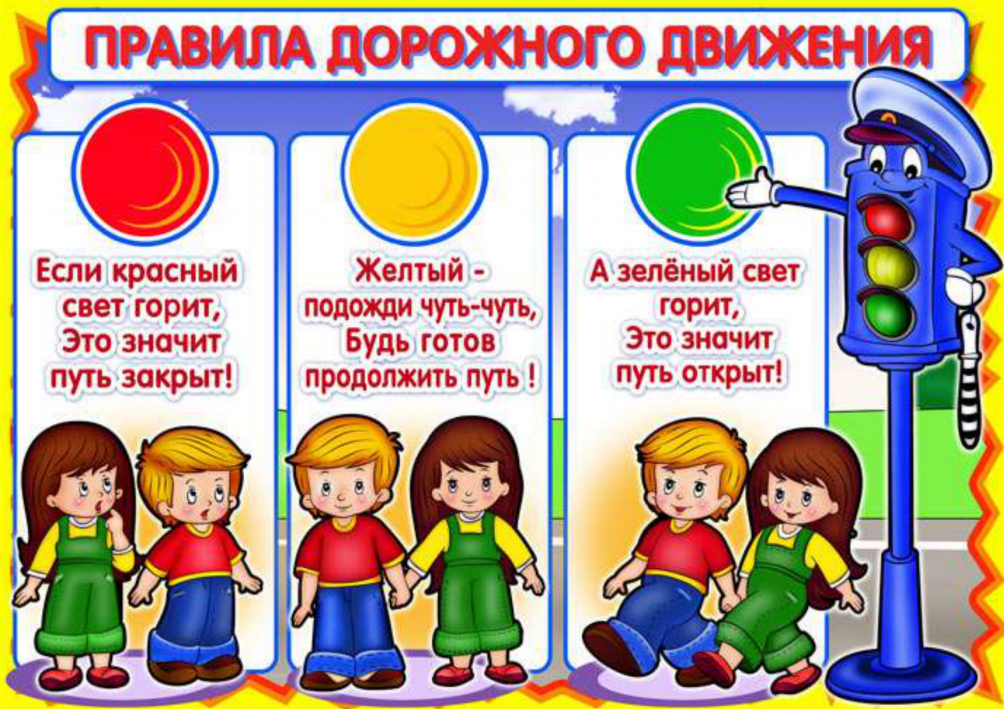 ПРАВИЛА ДОРОЖНОГО ДВИЖЕНИЯ
Если красный
свет горит,
Это значит
путь закрыт!
Желтый -
подожди чуть-чуть,
Будь готов
продолжить путь !
А зелёный свет
горит,
Это значит
путь открыт!